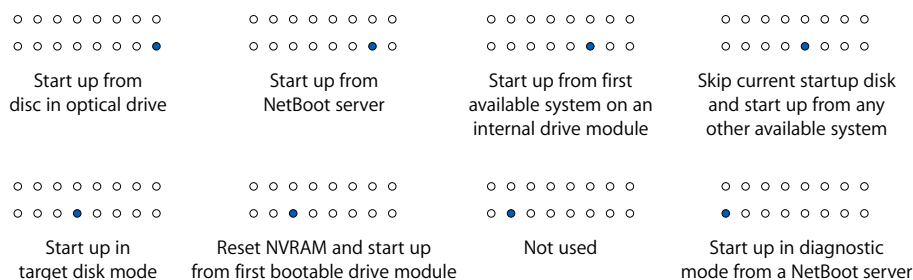 Start up from
disc in optical drive
Start up from
NetBoot server
Start up from first
available system on an
internal drive module
Skip current startup disk
and start up from any
other available system
Start up in
target disk mode
Reset NVRAM and start up
from first bootable drive module
Not used
Start up in diagnostic
mode from a NetBoot server